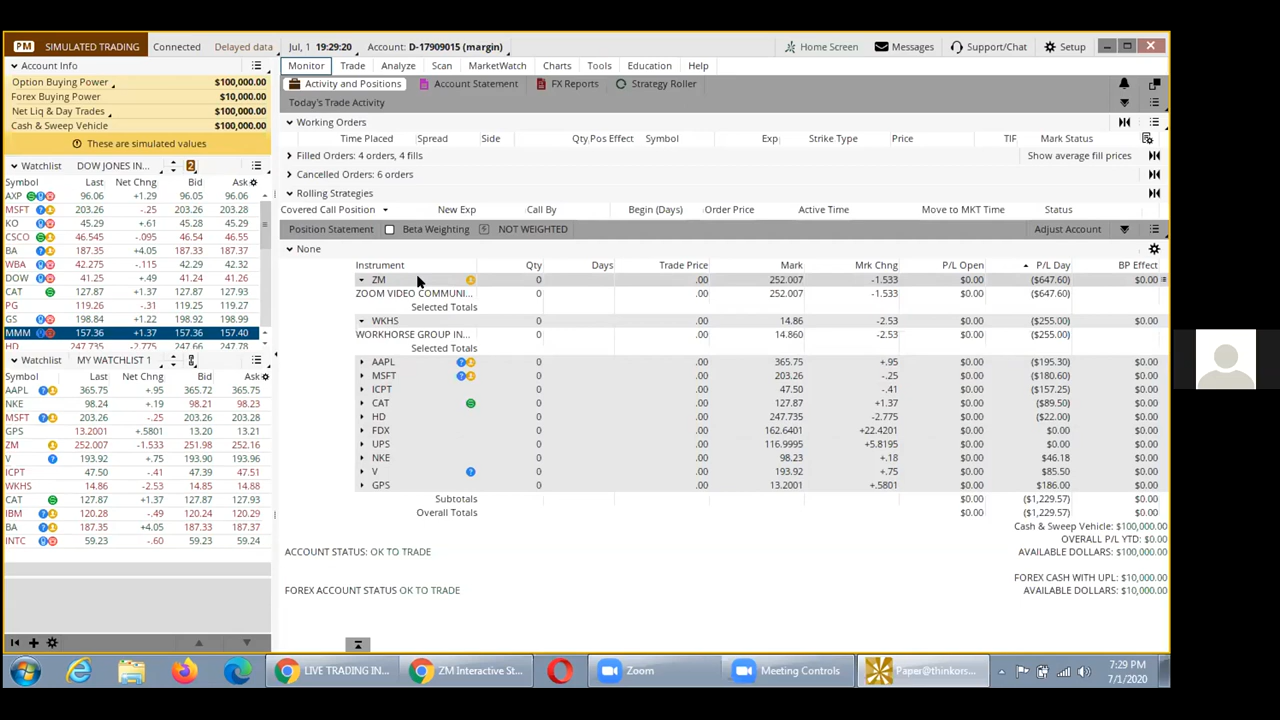 PM SIMULATED TRADING Connected Delayed data Jul, 1 19:29:20 Account: D-17909015 (margin) Home Screen Messages Support/Chat Setup
Account Info
Option Buying Power $100,000.00
Forex Buying Power $10,000.00
Net Liq & Day Trades $100,000.00
Cash & Sweep Vehicle $100,000.00
These are simulated values
Watchlist DOW JONES IN... 2
Symbol Last Net Chng Bid Ask
AXP 96.06 +1.29 96.05 96.06
MSFT 203.26 -.25 203.26 203.28
KO 45.29 +.61 45.28 45.29
CSCO 46.545 -.095 46.54 46.55
BA 187.35 +4.05 187.33 187.37
WBA 42.275 -.115 42.29 42.32
DOW 41.25 +.49 41.24 41.26
CAT 127.87 +1.37 127.87 127.93
PG 119.26 -.31 119.25 119.27
GS 198.84 +1.22 198.92 198.99
MMM 157.36 +1.37 157.36 157.40
HD 247.735 -2.775 247.71 246.78
Watchlist MY WATCHLIST 1
Symbol Last Net Chng Bid Ask
AAPL 365.75 +.95 365.72 365.75
NKE 98.24 +.19 98.21 98.23
MSFT 203.26 -.25 203.26 203.28
GPS 13.2001 +.5801 13.20 13.21
ZM 252.007 -1.533 251.98 252.16
V 193.92 +.75 193.90 193.96
ICPT 47.50 -.41 47.39 47.51
WKHS 14.86 -2.53 14.85 14.88
CAT 127.87 +1.37 127.87 127.93
IBM 120.28 -.49 120.24 120.29
BA 187.35 +4.05 187.33 187.37
INTC 59.23 -.60 59.23 59.24
Monitor Trade Analyze Scan MarketWatch Charts Tools Education Help
Activity and Positions Account Statement FX Reports Strategy Roller
Today's Trade Activity
Working Orders
Time Placed Spread Side Qty Pos Effect Symbol Exp Strike Type Price TIF Mark Status
Filled Orders: 4 orders, 4 fills Show average fill prices
Cancelled Orders: 6 orders
Rolling Strategies
Covered Call Position New Exp Call By Begin (Days) Order Price Active Time Move to MKT Time Status
Position Statement Beta Weighting NOT WEIGHTED Adjust Account
None
Instrument Qty Days Trade Price Mark Mrk Chng P/L Open P/L Day BP Effect
ZM 0 .00 252.007 -1.533 $0.00 ($647.60) $0.00
ZOOM VIDEO COMMUNI... 0 .00 252.007 -1.533 $0.00 ($647.60)
Selected Totals
WKHS 0 .00 14.86 -2.53 $0.00 ($255.00) $0.00
WORKHORSE GROUP IN... 0 .00 14.860 -2.53 $0.00 ($255.00)
Selected Totals
AAPL 0 .00 365.75 +.95 $0.00 ($195.30) $0.00
MSFT 0 .00 203.26 -.25 $0.00 ($180.60) $0.00
ICPT 0 .00 47.50 -.41 $0.00 ($157.25) $0.00
CAT 0 .00 127.87 +1.37 $0.00 ($89.50) $0.00
HD 0 .00 247.735 -2.775 $0.00 ($22.00) $0.00
FDX 0 .00 162.6401 +22.4201 $0.00 $0.00 $0.00
UPS 0 .00 116.9995 +5.8195 $0.00 $0.00 $0.00
NKE 0 .00 98.23 +.18 $0.00 $46.18 $0.00
V 0 .00 193.92 +.75 $0.00 $85.50 $0.00
GPS 0 .00 13.2001 +.5801 $0.00 $186.00 $0.00
Subtotals $0.00 ($1,229.57) $0.00
Overall Totals $0.00 ($1,229.57) $0.00
Cash & Sweep Vehicle: $100,000.00
OVERALL P/L YTD: $0.00
ACCOUNT STATUS: OK TO TRADE AVAILABLE DOLLARS: $100,000.00
FOREX CASH WITH UPL: $10,000.00
FOREX ACCOUNT STATUS OK TO TRADE AVAILABLE DOLLARS: $10,000.00
LIVE TRADING IN... ZM Interactive St... Zoom Meeting Controls Paper@thinkors... 7:29 PM
7/1/2020